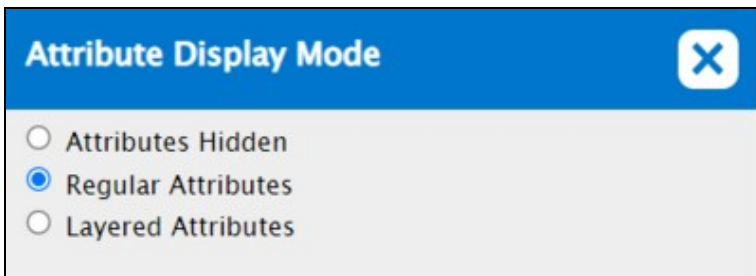 Attribute Display Mode
Attributes Hidden
Regular Attributes
Layered Attributes